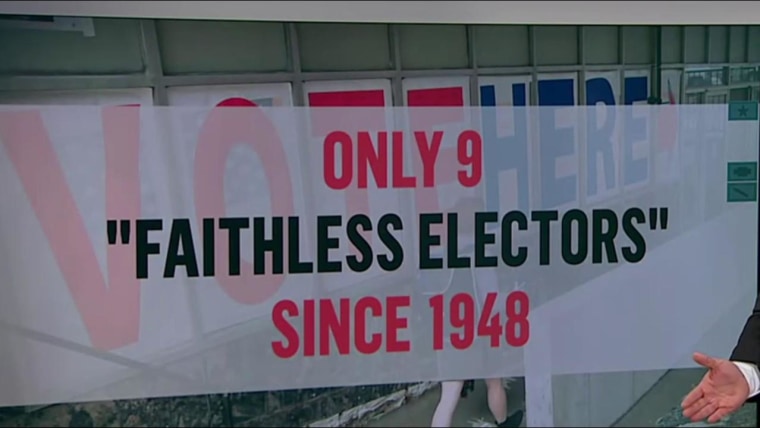 VOTE HERE
ONLY 9
"FAITHLESS ELECTORS"
SINCE 1948